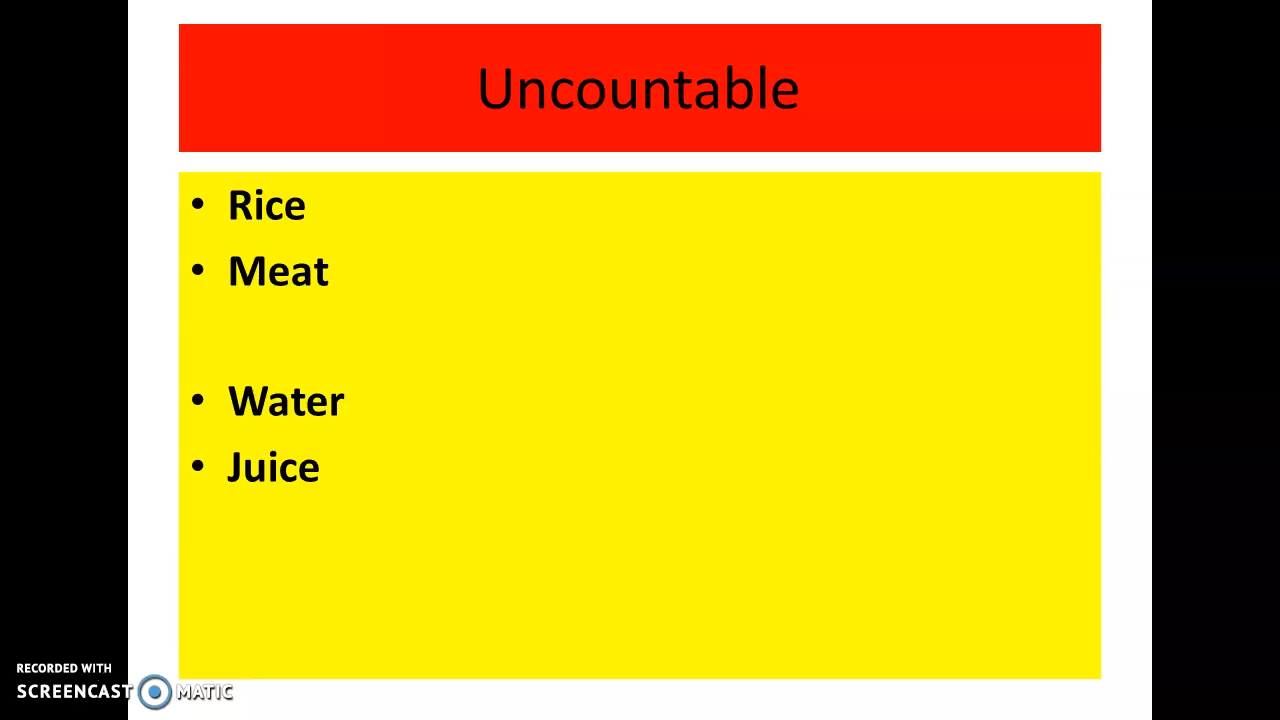 Uncountable
• Rice
• Meat
• Water
• Juice
RECORDED WITH
SCREENCAST MATIC